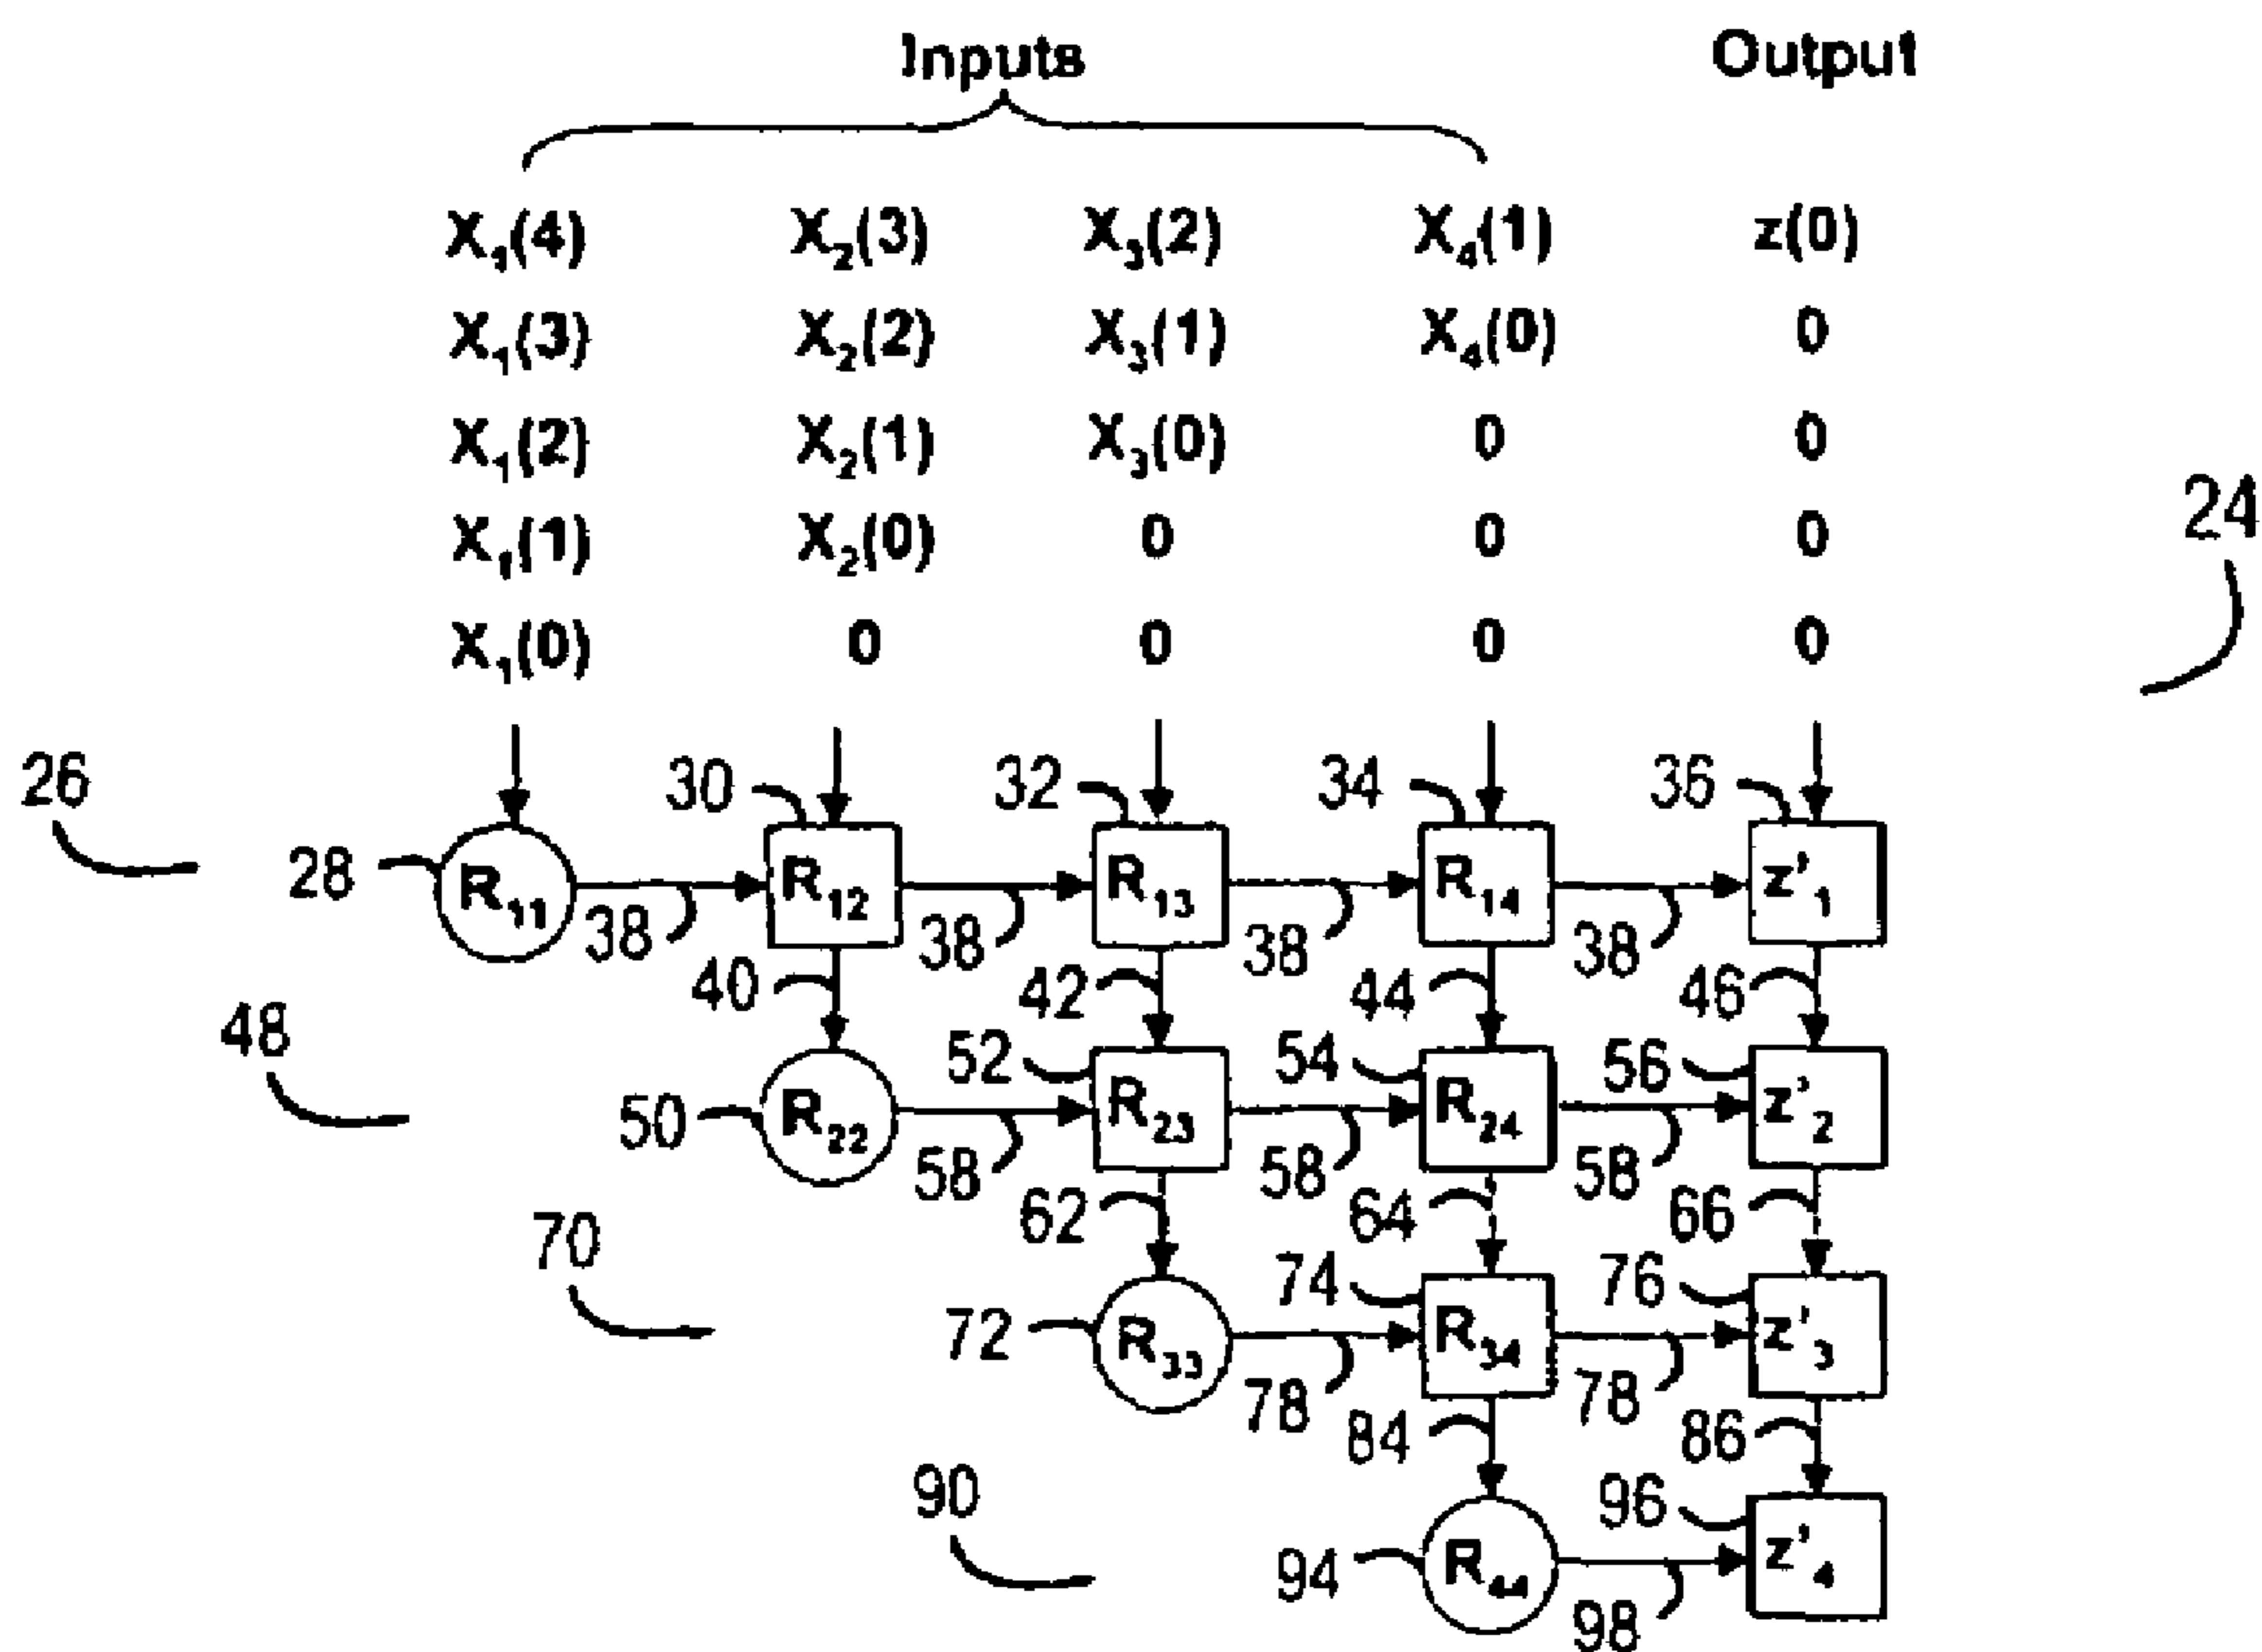 Inputs Output
X₁(4) X₂(3) X₃(2) X₄(1) z(0)
X₁(3) X₂(2) X₃(1) X₄(0) 0
X₁(2) X₂(1) X₃(0) 0 0
X₁(1) X₂(0) 0 0 0
X₁(0) 0 0 0 0
24
26 30 32 34 36
28 R₁₁ R₁₂ R₁₃ R₁₄ z'₁
38 38 38 38
40 42 44 46
48 52 54 56
50 R₂₂ R₂₃ R₂₄ z'₂
58 58 58
62 64 66
70 74 76
72 R₃₃ R₃₄ z'₃
78 78
84 86
90 96
94 R₄₄ z'₄
98